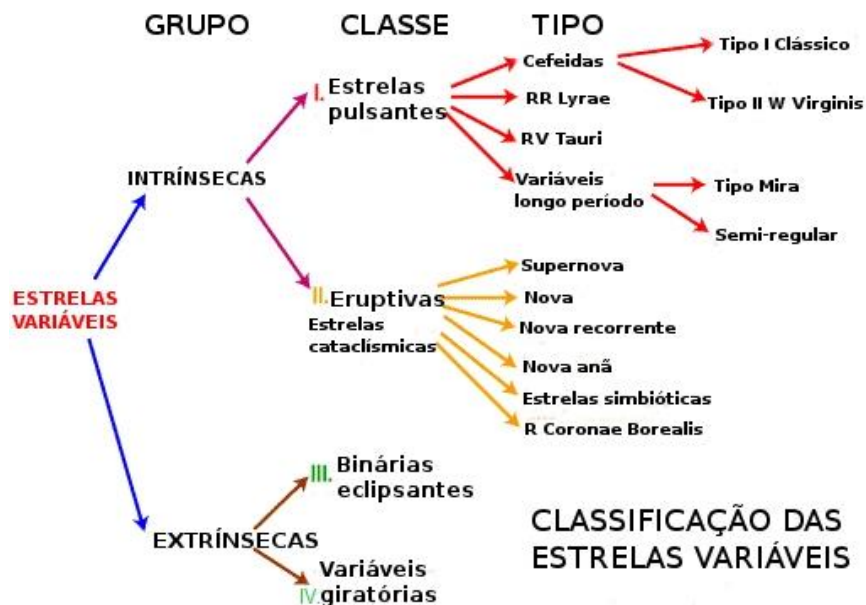 GRUPO
CLASSE
TIPO
ESTRELAS
VARIÁVEIS
INTRÍNSECAS
I. Estrelas
pulsantes
Cefeidas
Tipo I Clássico
Tipo II W Virginis
RR Lyrae
RV Tauri
Variáveis
longo período
Tipo Mira
Semi-regular
II. Eruptivas
Estrelas
cataclísmicas
Supernova
Nova
Nova recorrente
Nova anã
Estrelas simbióticas
R Coronae Borealis
EXTRÍNSECAS
III. Binárias
eclipsantes
Variáveis
IV. giratórias
CLASSIFICAÇÃO DAS
ESTRELAS VARIÁVEIS